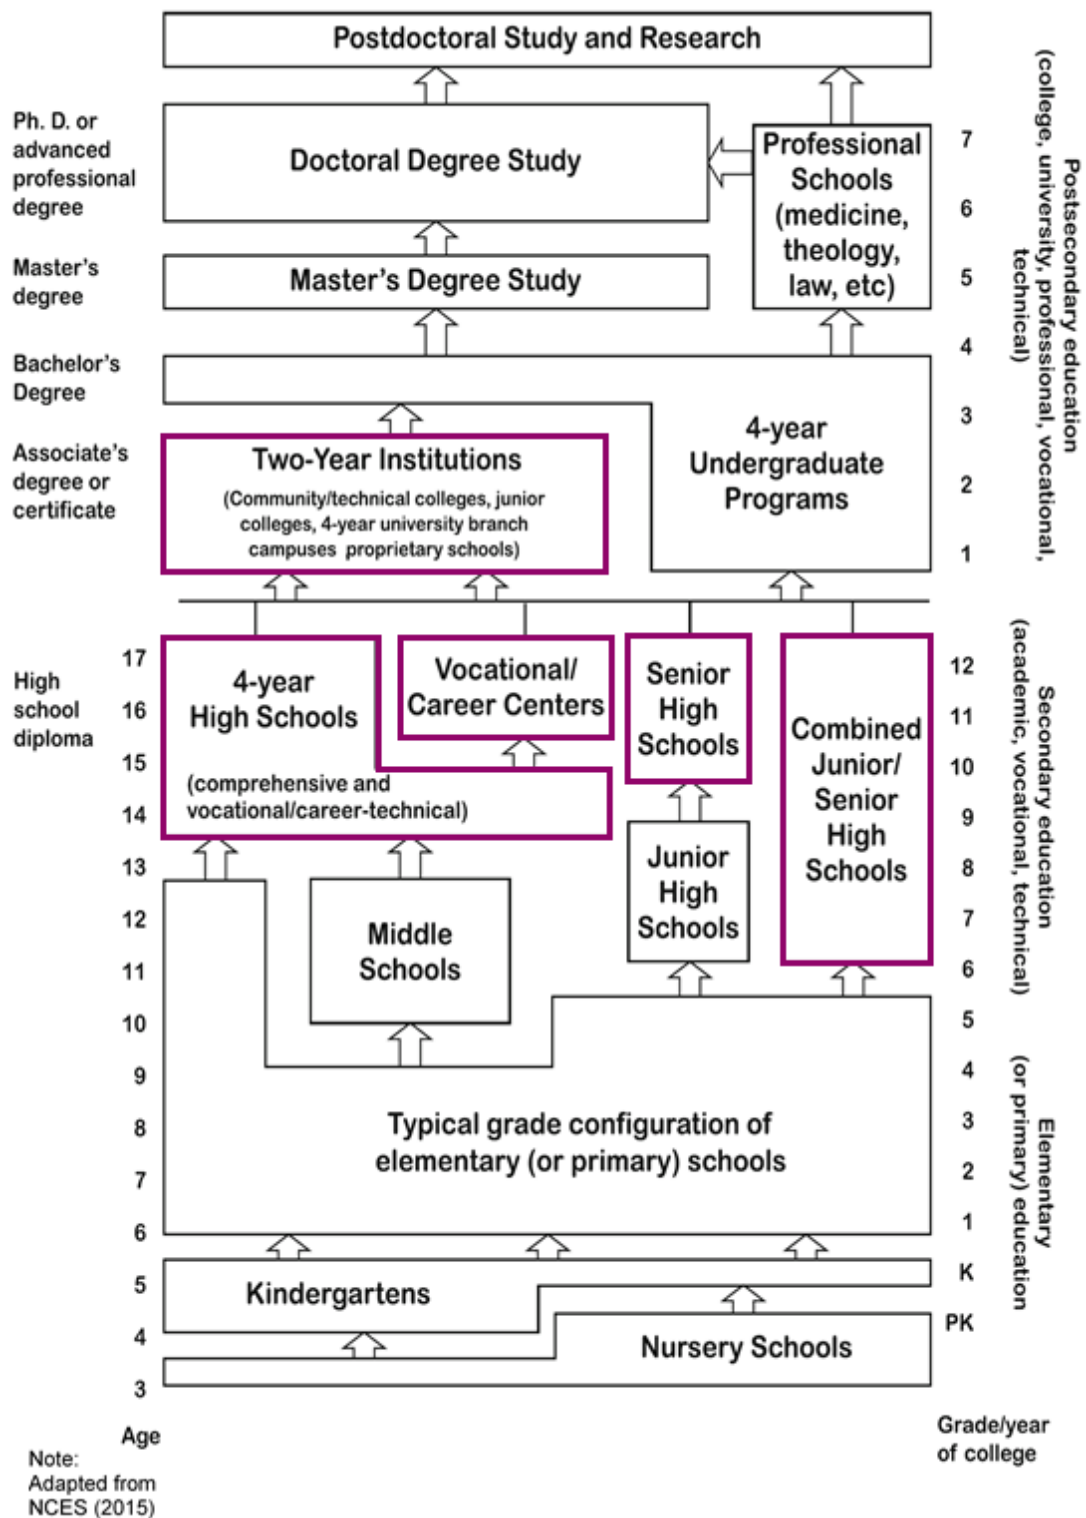 Postdoctoral Study and Research
Ph. D. or
advanced
professional
degree
Doctoral Degree Study
Professional
Schools
(medicine,
theology,
law, etc)
7
6
5
Master's
degree
Master's Degree Study
Postsecondary education
(college, university, professional, vocational,
technical)
Bachelor's
Degree
4
3
2
1
4-year
Undergraduate
Programs
Associate's
degree or
certificate
Two-Year Institutions
(Community/technical colleges, junior
colleges, 4-year university branch
campuses proprietary schools)
High
school
diploma
17
16
15
14
13
12
11
10
9
8
7
6
5
4
3
Age
4-year
High Schools
(comprehensive and
vocational/career-technical)
Vocational/
Career Centers
Senior
High
Schools
Combined
Junior/
Senior
High
Schools
Junior
High
Schools
Middle
Schools
12
11
10
9
8
7
6
5
4
3
2
1
K
PK
Grade/year
of college
Secondary education
(academic, vocational, technical)
Elementary
(or primary) education
Typical grade configuration of
elementary (or primary) schools
Kindergartens
Nursery Schools
Note:
Adapted from
NCES (2015)